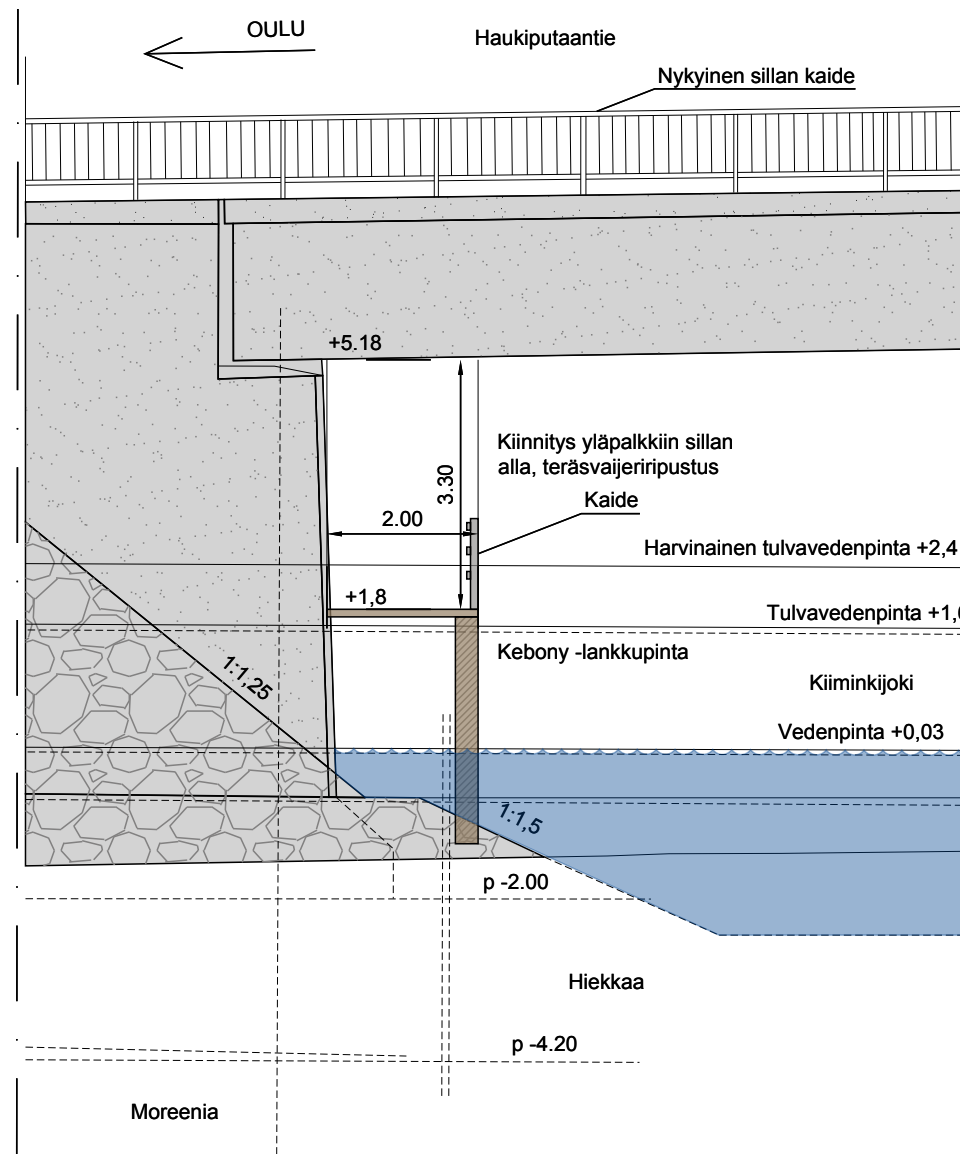 OULU
Haukiputaantie
Nykyinen sillan kaide
+5.18
Kiinnitys yläpalkkiin sillan
alla, teräsvaijeriripustus
3.30
Kaide
2.00
Harvinainen tulvavedenpinta +2,4
+1,8
Tulvavedenpinta +1,
Kebony -lankkupinta
1:1,25
Kiiminkijoki
Vedenpinta +0,03
1:1,5
p -2.00
Hiekkaa
p -4.20
Moreenia